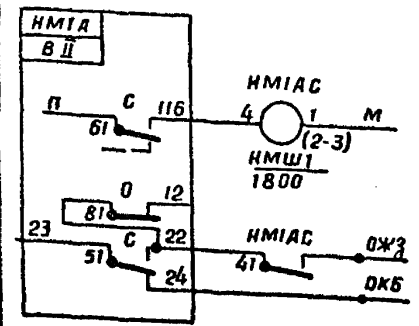 НМ1А
В II
П С 116
61
НМ1АС
4 1 М
(2-3)
НМШ1
1800
О 12
81
23 С 22
51
24
НМ1АС
41
ОЖЗ
ОКБ